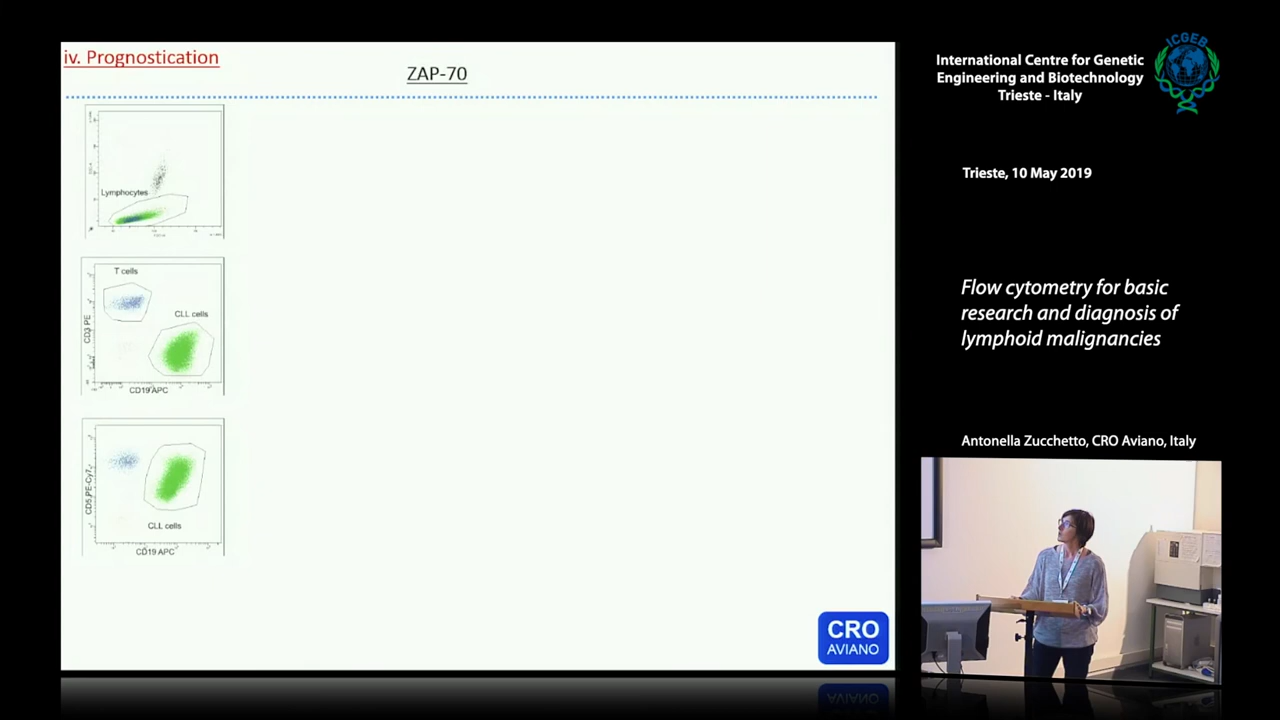 iv. Prognostication
ZAP-70
Lymphocytes
T cells
CLL cells
CD3 PE
CD19 APC
CD5 PE-Cy7
CLL cells
CD19 APC
CRO
AVIANO
ICGEB
International Centre for Genetic
Engineering and Biotechnology
Trieste - Italy
Trieste, 10 May 2019
Flow cytometry for basic
research and diagnosis of
lymphoid malignancies
Antonella Zucchetto, CRO Aviano, Italy